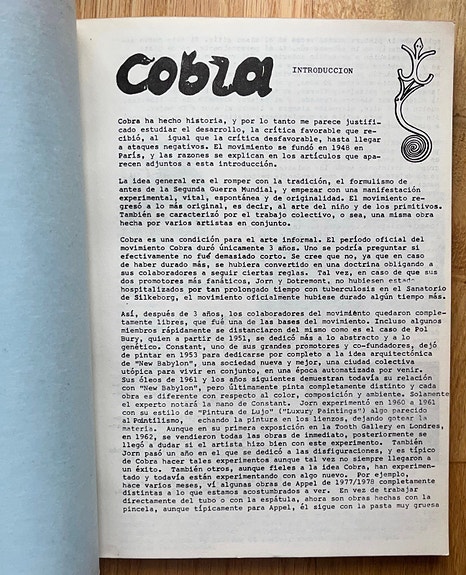 Cobra
INTRODUCCION
Cobra ha hecho historia, y por lo tanto me parece justifi-
cado estudiar el desarrollo, la crítica favorable que re-
cibió, al igual que la crítica desfavorable, hasta llegar
a ataques negativos. El movimiento se fundó en 1948 en
París, y las razones se explican en los artículos que apa-
recen adjuntos a esta introducción.
La idea general era el romper con la tradición, el formulismo de
antes de la Segunda Guerra Mundial, y empezar con una manifestación
experimental, vital, espontánea y de originalidad. El movimiento re-
gresó a lo más original, es decir, al arte del niño y de los primitivos.
También se caracterizó por el trabajo colectivo, o sea, una misma obra
hecha por varios artistas en conjunto.
Cobra es una condición para el arte informal. El período oficial del
movimiento Cobra duró únicamente 3 años. Uno se podría preguntar si
efectivamente no fué demasiado corto. Se cree que no, ya que en caso
de haber durado más, se hubiera convertido en una doctrina obligando a
sus colaboradores a seguir ciertas reglas. Tal vez, en caso de que sus
dos promotores más fanáticos, Jorn y Dotremont, no hubiesen estado
hospitalizados por tan prolongado tiempo con tuberculosis en el Sanatorio
de Silkeborg, el movimiento oficialmente hubiese durado algún tiempo más.
Así, después de 3 años, los colaboradores del movimiento quedaron comple-
tamente libres, que fué una de las bases del movimiento. Incluso algunos
miembros rápidamente se distanciaron del mismo como es el caso de Pol
Bury, quien a partir de 1951, se dedicó más a lo abstracto y a lo
genético. Constant, uno de sus grandes promotores y co-fundadores, dejó
de pintar en 1953 para dedicarse por completo a la idea arquitectónica
de "New Babylon", una sociedad nueva y mejor, una ciudad colectiva
utópica para vivir en conjunto, en una época automatizada por venir.
Sus óleos de 1961 y los años siguientes demuestran todavía su relación
con "New Babylon", pero últimamente pinta completamente distinto y cada
obra es diferente con respecto al color, composición y ambiente. Solamente
el experto notará la mano de Constant. Jorn experimentó en 1960 a 1961
con su estilo de "Pintura de Lujo" ("Luxury Paintings") algo parecido
al Pointilismo, echando la pintura en los lienzos, dejando gotear la
materia. Aunque en su primera exposición en la Tooth Gallery en Londres,
en 1962, se vendieron todas las obras de inmediato, posteriormente se
llegó a dudar si el artista hizo bien con este experimento. También
Jorn pasó un año en el que se dedicó a las disfiguraciones, y es típico
de Cobra hacer tales experimentos aunque tal vez no siempre llegaron a
un éxito. También otros, aunque fieles a la idea Cobra, han experimen-
tado y todavía están experimentando con algo nuevo. Por ejemplo,
hace varios meses, ví algunas obras de Appel de 1977/1978 completamente
distintas a lo que estamos acostumbrados a ver. En vez de trabajar
directamente del tubo o con la espátula, ahora son obras hechas con la
pincela, aunque típicamente para Appel, él sigue con la pasta muy gruesa